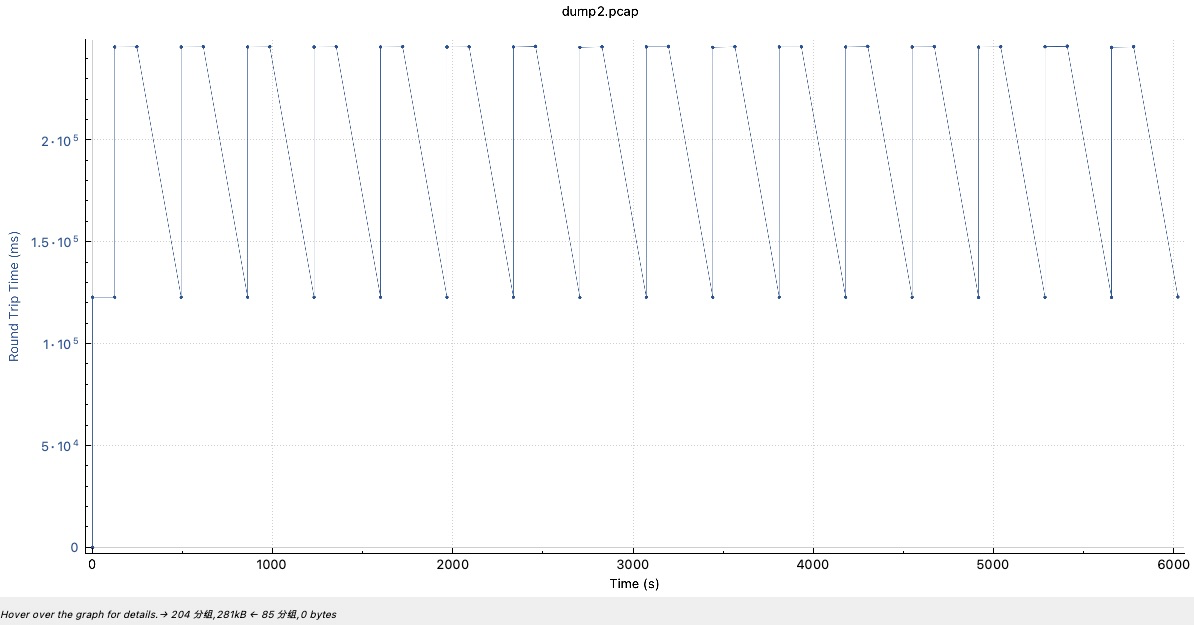 dump2.pcap
Round Trip Time (ms)
2·10⁵
1.5·10⁵
1·10⁵
5·10⁴
0
0 1000 2000 3000 4000 5000 6000
Time (s)
Hover over the graph for details.→ 204 分组,281kB ← 85 分组,0 bytes